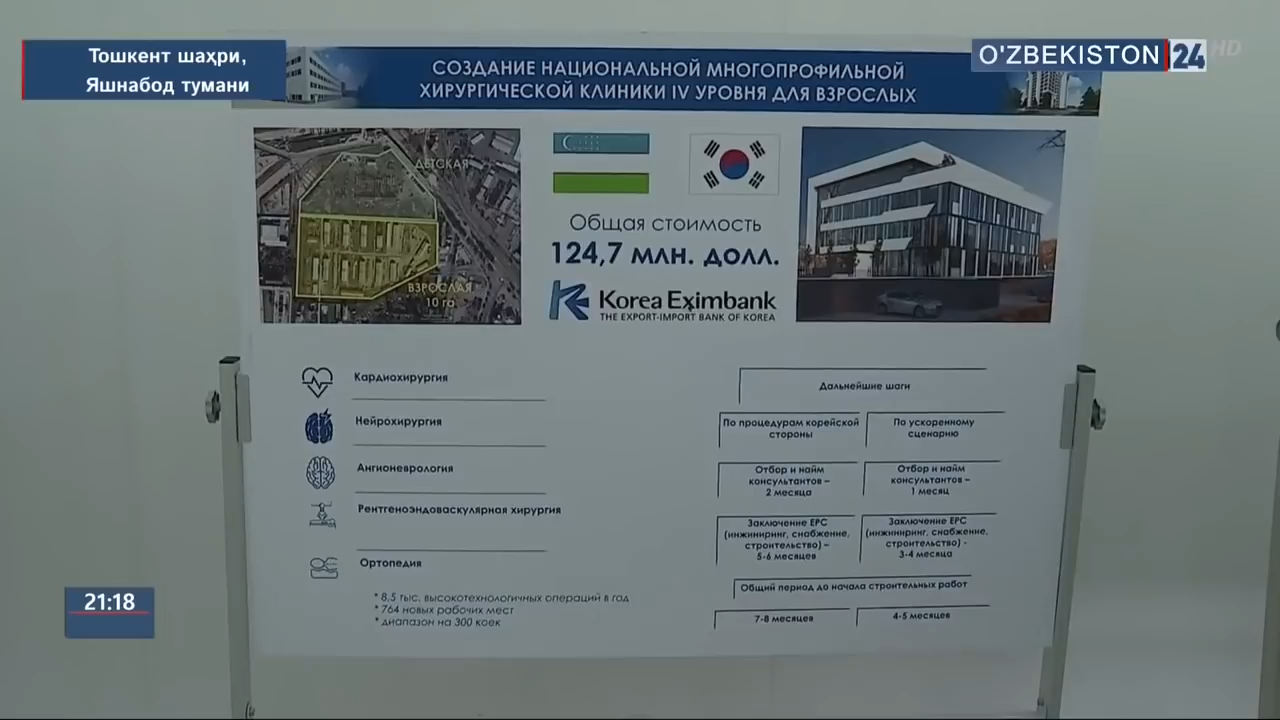 Тошкент шаҳри,
Яшнабод тумани
O'ZBEKISTON 24 HD
СОЗДАНИЕ НАЦИОНАЛЬНОЙ МНОГОПРОФИЛЬНОЙ
ХИРУРГИЧЕСКОЙ КЛИНИКИ IV УРОВНЯ ДЛЯ ВЗРОСЛЫХ
ДЕТСКАЯ
ВЗРОСЛАЯ
10 га
Общая стоимость
124,7 млн. долл.
Korea Eximbank
THE EXPORT-IMPORT BANK OF KOREA
Кардиохирургия
Нейрохирургия
Ангионеврология
Рентгеноэндоваскулярная хирургия
Ортопедия
* 8,5 тыс. высокотехнологичных операций в год
* 764 новых рабочих мест
* диапазон на 300 коек
Дальнейшие шаги
По процедурам корейской
стороны
По ускоренному
сценарию
Отбор и найм
консультантов –
2 месяца
Отбор и найм
консультантов –
1 месяц
Заключение EPC
(инжиниринг, снабжение,
строительство) –
5-6 месяцев
Заключение EPC
(инжиниринг, снабжение,
строительство) -
3-4 месяца
Общий период до начала строительных работ
7-8 месяцев
4-5 месяцев
21:18